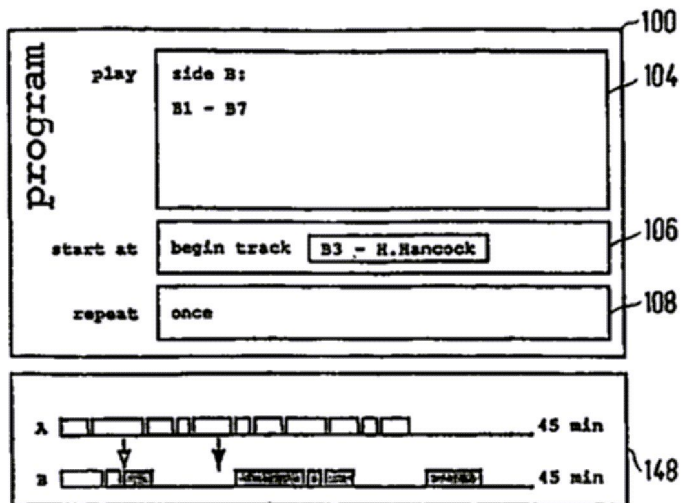 100
program
play
side B:
104
B1 - B7
start at
begin track
B3 - H.Hancock
106
repeat
once
108
A
45 min
B
45 min
148